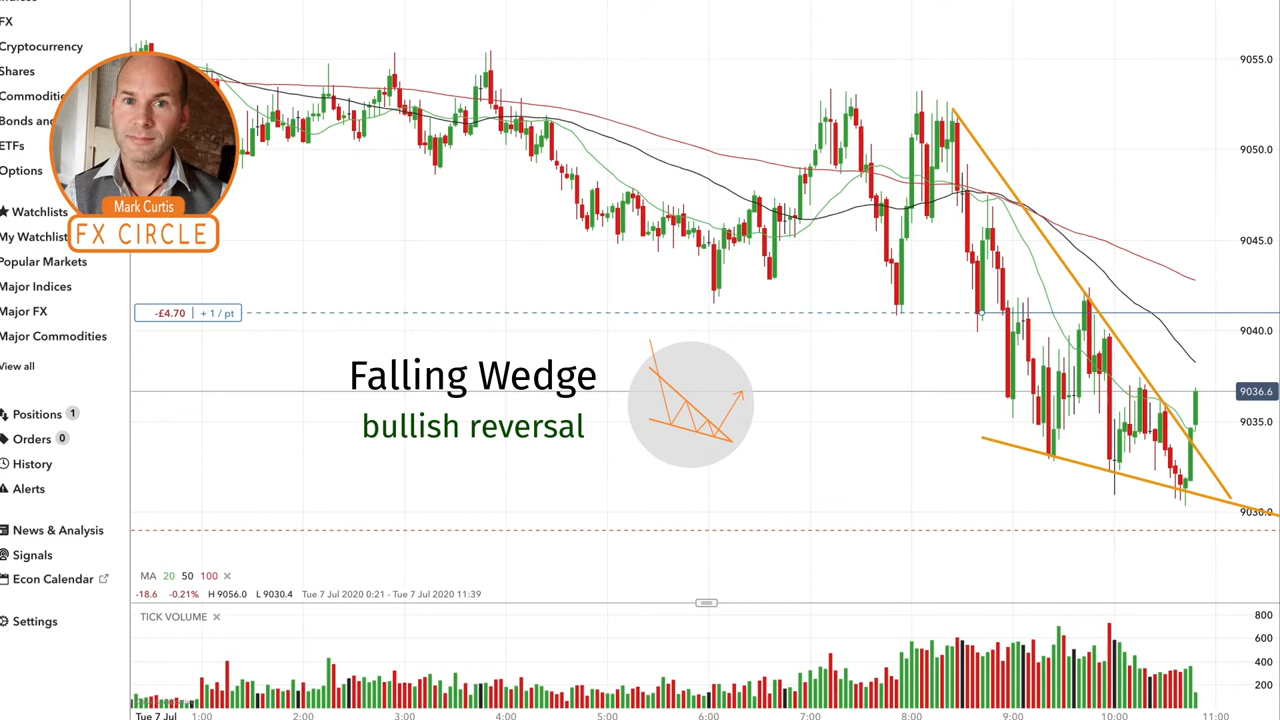 FX
Cryptocurrency
Shares
Commoditie
Bonds and
ETFs
Options
Watchlists
My Watchlist
Popular Markets
Major Indices
Major FX
Major Commodities
View all
Positions 1
Orders 0
History
Alerts
News & Analysis
Signals
Econ Calendar
Settings
Mark Curtis
FX CIRCLE
-£4.70 | + 1 / pt
Falling Wedge
bullish reversal
9055.0
9050.0
9045.0
9040.0
9036.6
9035.0
9030.0
MA 20 50 100
-18.6 -0.21% H 9056.0 L 9030.4 Tue 7 Jul 2020 0:21 - Tue 7 Jul 2020 11:39
TICK VOLUME
800
600
400
200
Tue 7 Jul 1:00 2:00 3:00 4:00 5:00 6:00 7:00 8:00 9:00 10:00 11:00